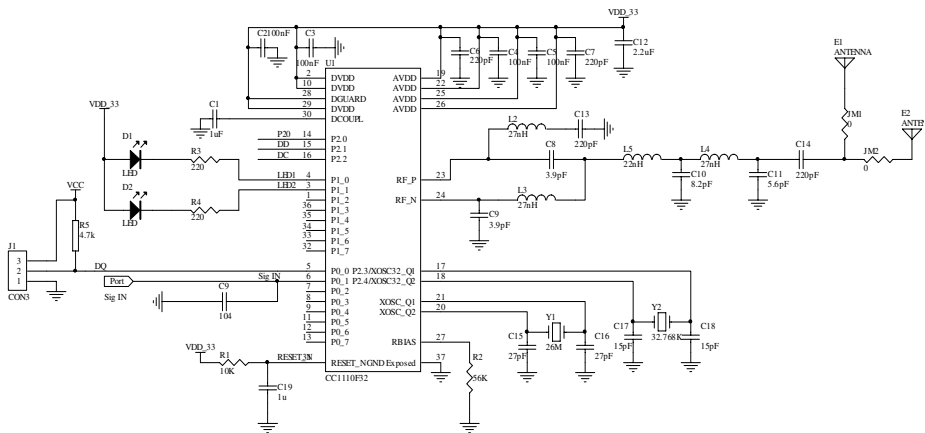 VDD_33
C2
100nF
C3
100nF
C6
220pF
C4
100nF
C5
100nF
C7
220pF
C12
2.2uF
E1
ANTENNA
U1
2 DVDD AVDD 19
10 DVDD AVDD 22
28 DGUARD AVDD 25
29 DVDD AVDD 26
30 DCOUPL
C1
1uF
VDD_33
P20 14 P2.0
DD 15 P2.1
DC 16 P2.2
L2
27nH
C13
220pF
JM1
0
E2
D1
LED
R3
220
LED1 4 P1_0
LED2 3 P1_1
1 P1_2
36 P1_3
35 P1_4
34 P1_5
33 P1_6
32 P1_7
RF_P 23
RF_N 24
C8
3.9pF
L3
27nH
C9
3.9pF
L5
22nH
C10
8.2pF
L4
27nH
C11
5.6pF
C14
220pF
JM2
0
D2
LED
R4
220
VCC
R5
4.7k
J1
3
2
1
CON3
DQ 5 P0_0 P2.3/XOSC32_Q1 17
Port
Sig IN
Sig IN 6 P0_1 P2.4/XOSC32_Q2 18
7 P0_2
8 P0_3 XOSC_Q1 21
9 P0_4 XOSC_Q2 20
11 P0_5
12 P0_6
13 P0_7 RBIAS 27
C9
104
C15
27pF
Y1
26M
C16
27pF
C17
15pF
Y2
32.768K
C18
15pF
VDD_33
R1
10K
RESET_N RESET_N GND Exposed 37
CC1110F32
C19
1u
R2
56K